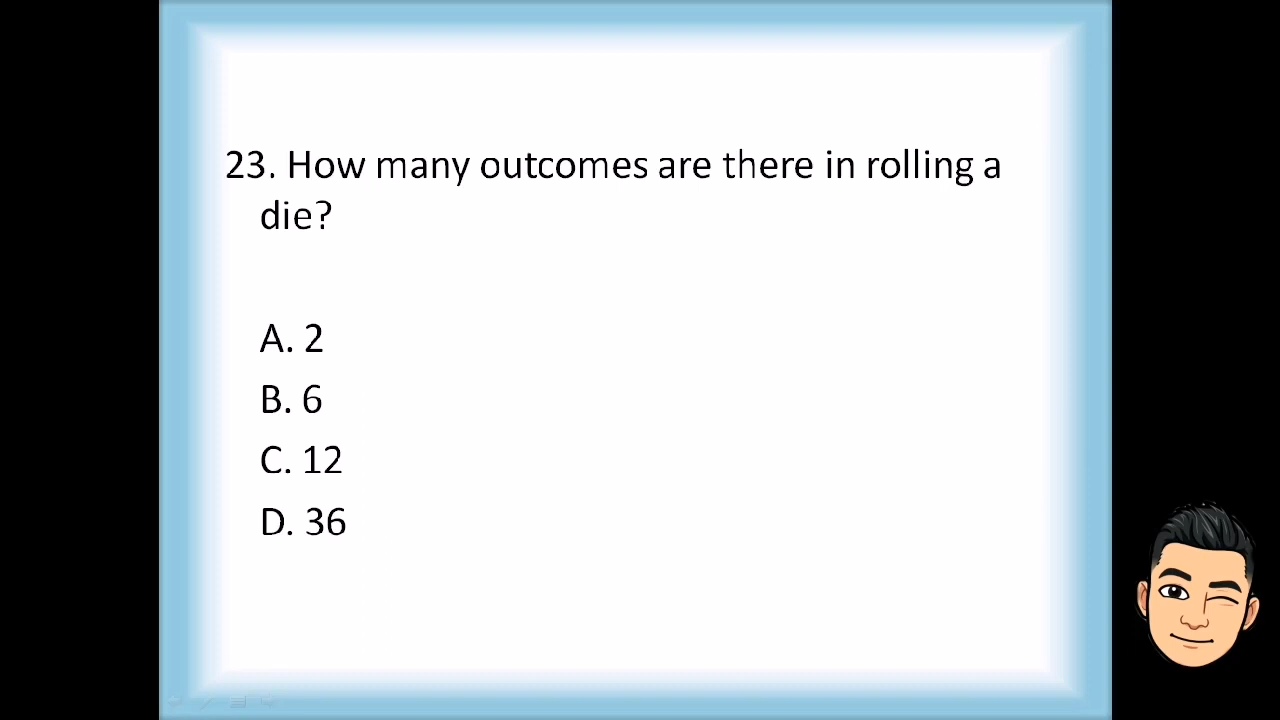 23. How many outcomes are there in rolling a
die?
A. 2
B. 6
C. 12
D. 36